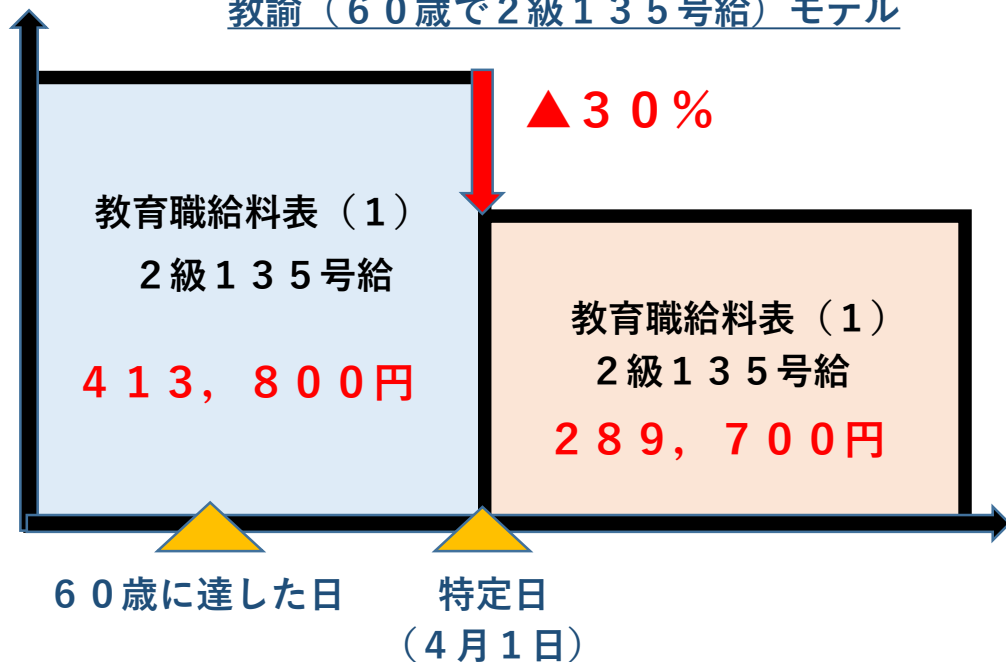 教諭（６０歳で２級１３５号給）モデル
▲３０％
教育職給料表（１）
２級１３５号給
４１３，８００円
教育職給料表（１）
２級１３５号給
２８９，７００円
６０歳に達した日
特定日
（４月１日）